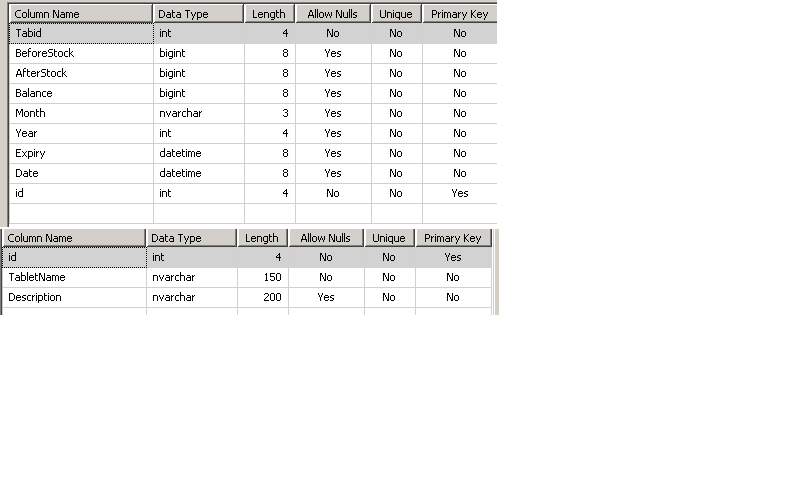 Column Name Data Type Length Allow Nulls Unique Primary Key
Tabid int 4 No No No
BeforeStock bigint 8 Yes No No
AfterStock bigint 8 Yes No No
Balance bigint 8 Yes No No
Month nvarchar 3 Yes No No
Year int 4 Yes No No
Expiry datetime 8 Yes No No
Date datetime 8 Yes No No
id int 4 No No Yes
Column Name Data Type Length Allow Nulls Unique Primary Key
id int 4 No No Yes
TabletName nvarchar 150 No No No
Description nvarchar 200 Yes No No